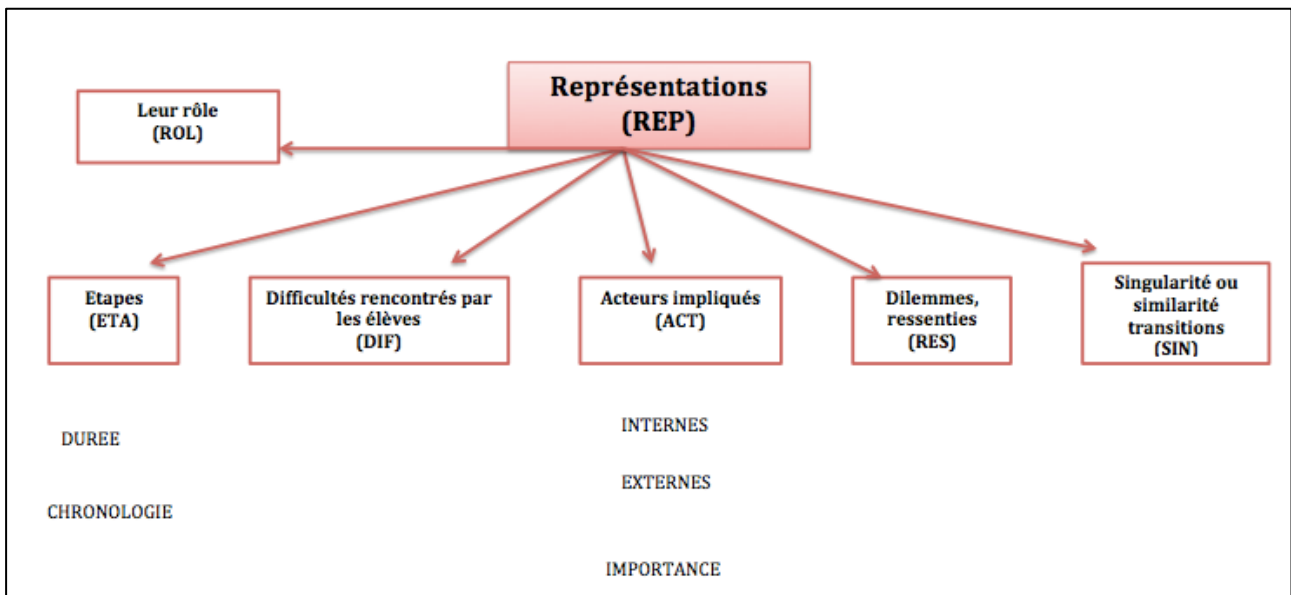 Représentations
(REP)
Leur rôle
(ROL)
Etapes
(ETA)
Difficultés rencontrés par
les élèves
(DIF)
Acteurs impliqués
(ACT)
Dilemmes,
ressenties
(RES)
Singularité ou
similarité
transitions
(SIN)
DUREE
CHRONOLOGIE
INTERNES
EXTERNES
IMPORTANCE